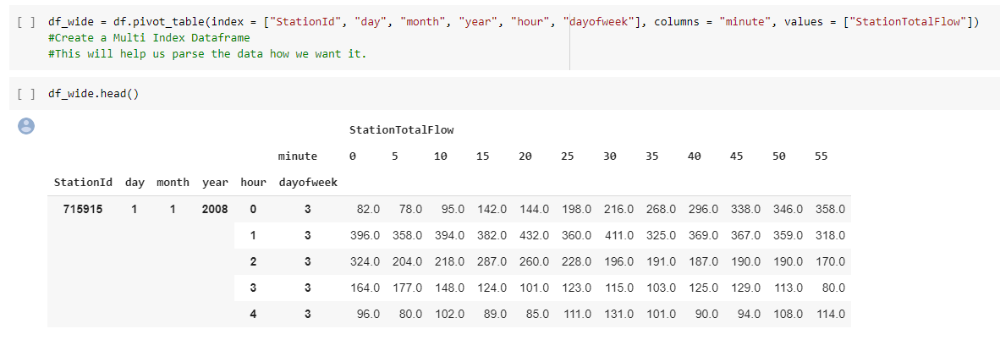 [ ] df_wide = df.pivot_table(index = ["StationId", "day", "month", "year", "hour", "dayofweek"], columns = "minute", values = ["StationTotalFlow"])
#Create a Multi Index Dataframe
#This will help us parse the data how we want it.
[ ] df_wide.head()
StationTotalFlow
minute 0 5 10 15 20 25 30 35 40 45 50 55
StationId day month year hour dayofweek
715915 1 1 2008 0 3 82.0 78.0 95.0 142.0 144.0 198.0 216.0 268.0 296.0 338.0 346.0 358.0
1 3 396.0 358.0 394.0 382.0 432.0 360.0 411.0 325.0 369.0 367.0 359.0 318.0
2 3 324.0 204.0 218.0 287.0 260.0 228.0 196.0 191.0 187.0 190.0 190.0 170.0
3 3 164.0 177.0 148.0 124.0 101.0 123.0 115.0 103.0 125.0 129.0 113.0 80.0
4 3 96.0 80.0 102.0 89.0 85.0 111.0 131.0 101.0 90.0 94.0 108.0 114.0